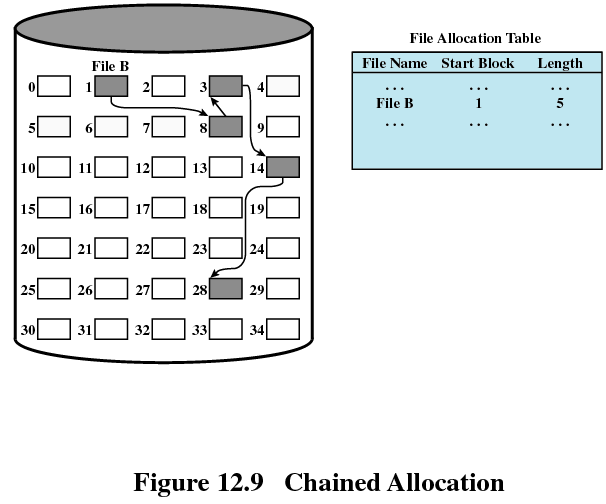 File Allocation Table
File Name Start Block Length
... ... ...
File B 1 5
... ... ...
File B
0 1 2 3 4
5 6 7 8 9
10 11 12 13 14
15 16 17 18 19
20 21 22 23 24
25 26 27 28 29
30 31 32 33 34
Figure 12.9 Chained Allocation